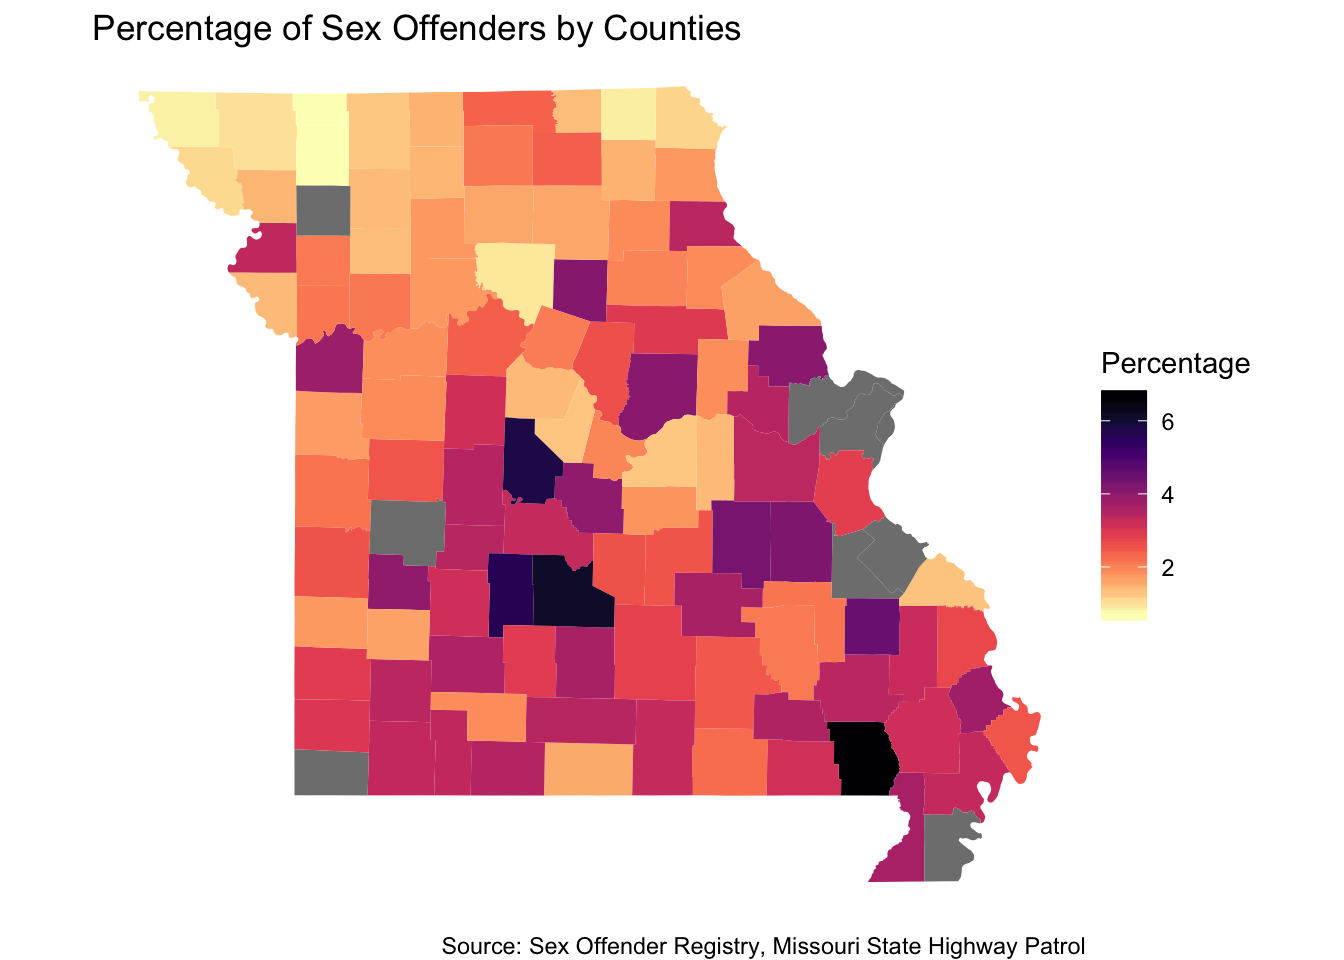 Percentage of Sex Offenders by Counties
Percentage
6
4
2
Source: Sex Offender Registry, Missouri State Highway Patrol